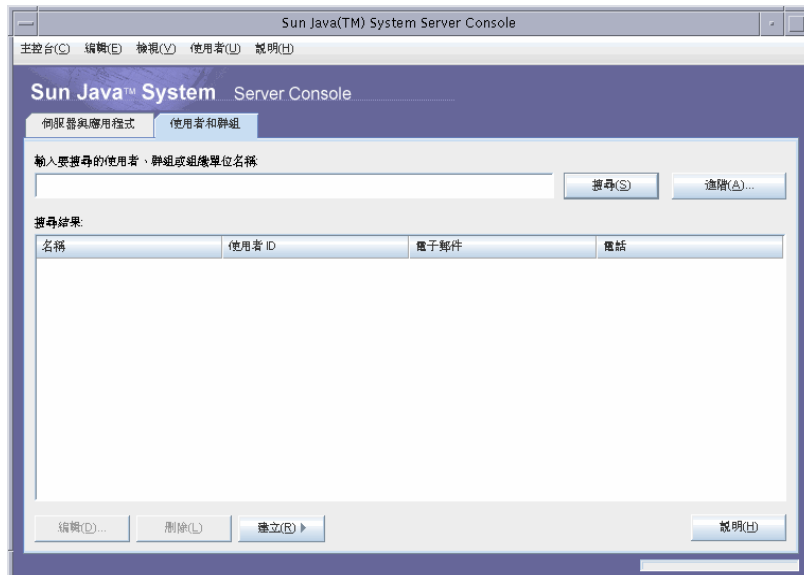 Sun Java(TM) System Server Console
主控台(C) 編輯(E) 檢視(V) 使用者(U) 說明(H)
Sun Java™ System Server Console
伺服器與應用程式 使用者和群組
輸入要搜尋的使用者、群組或組織單位名稱:
搜尋(S) 進階(A)...
搜尋結果:
名稱 使用者 ID 電子郵件 電話
編輯(D)... 刪除(L) 建立(R) 說明(H)